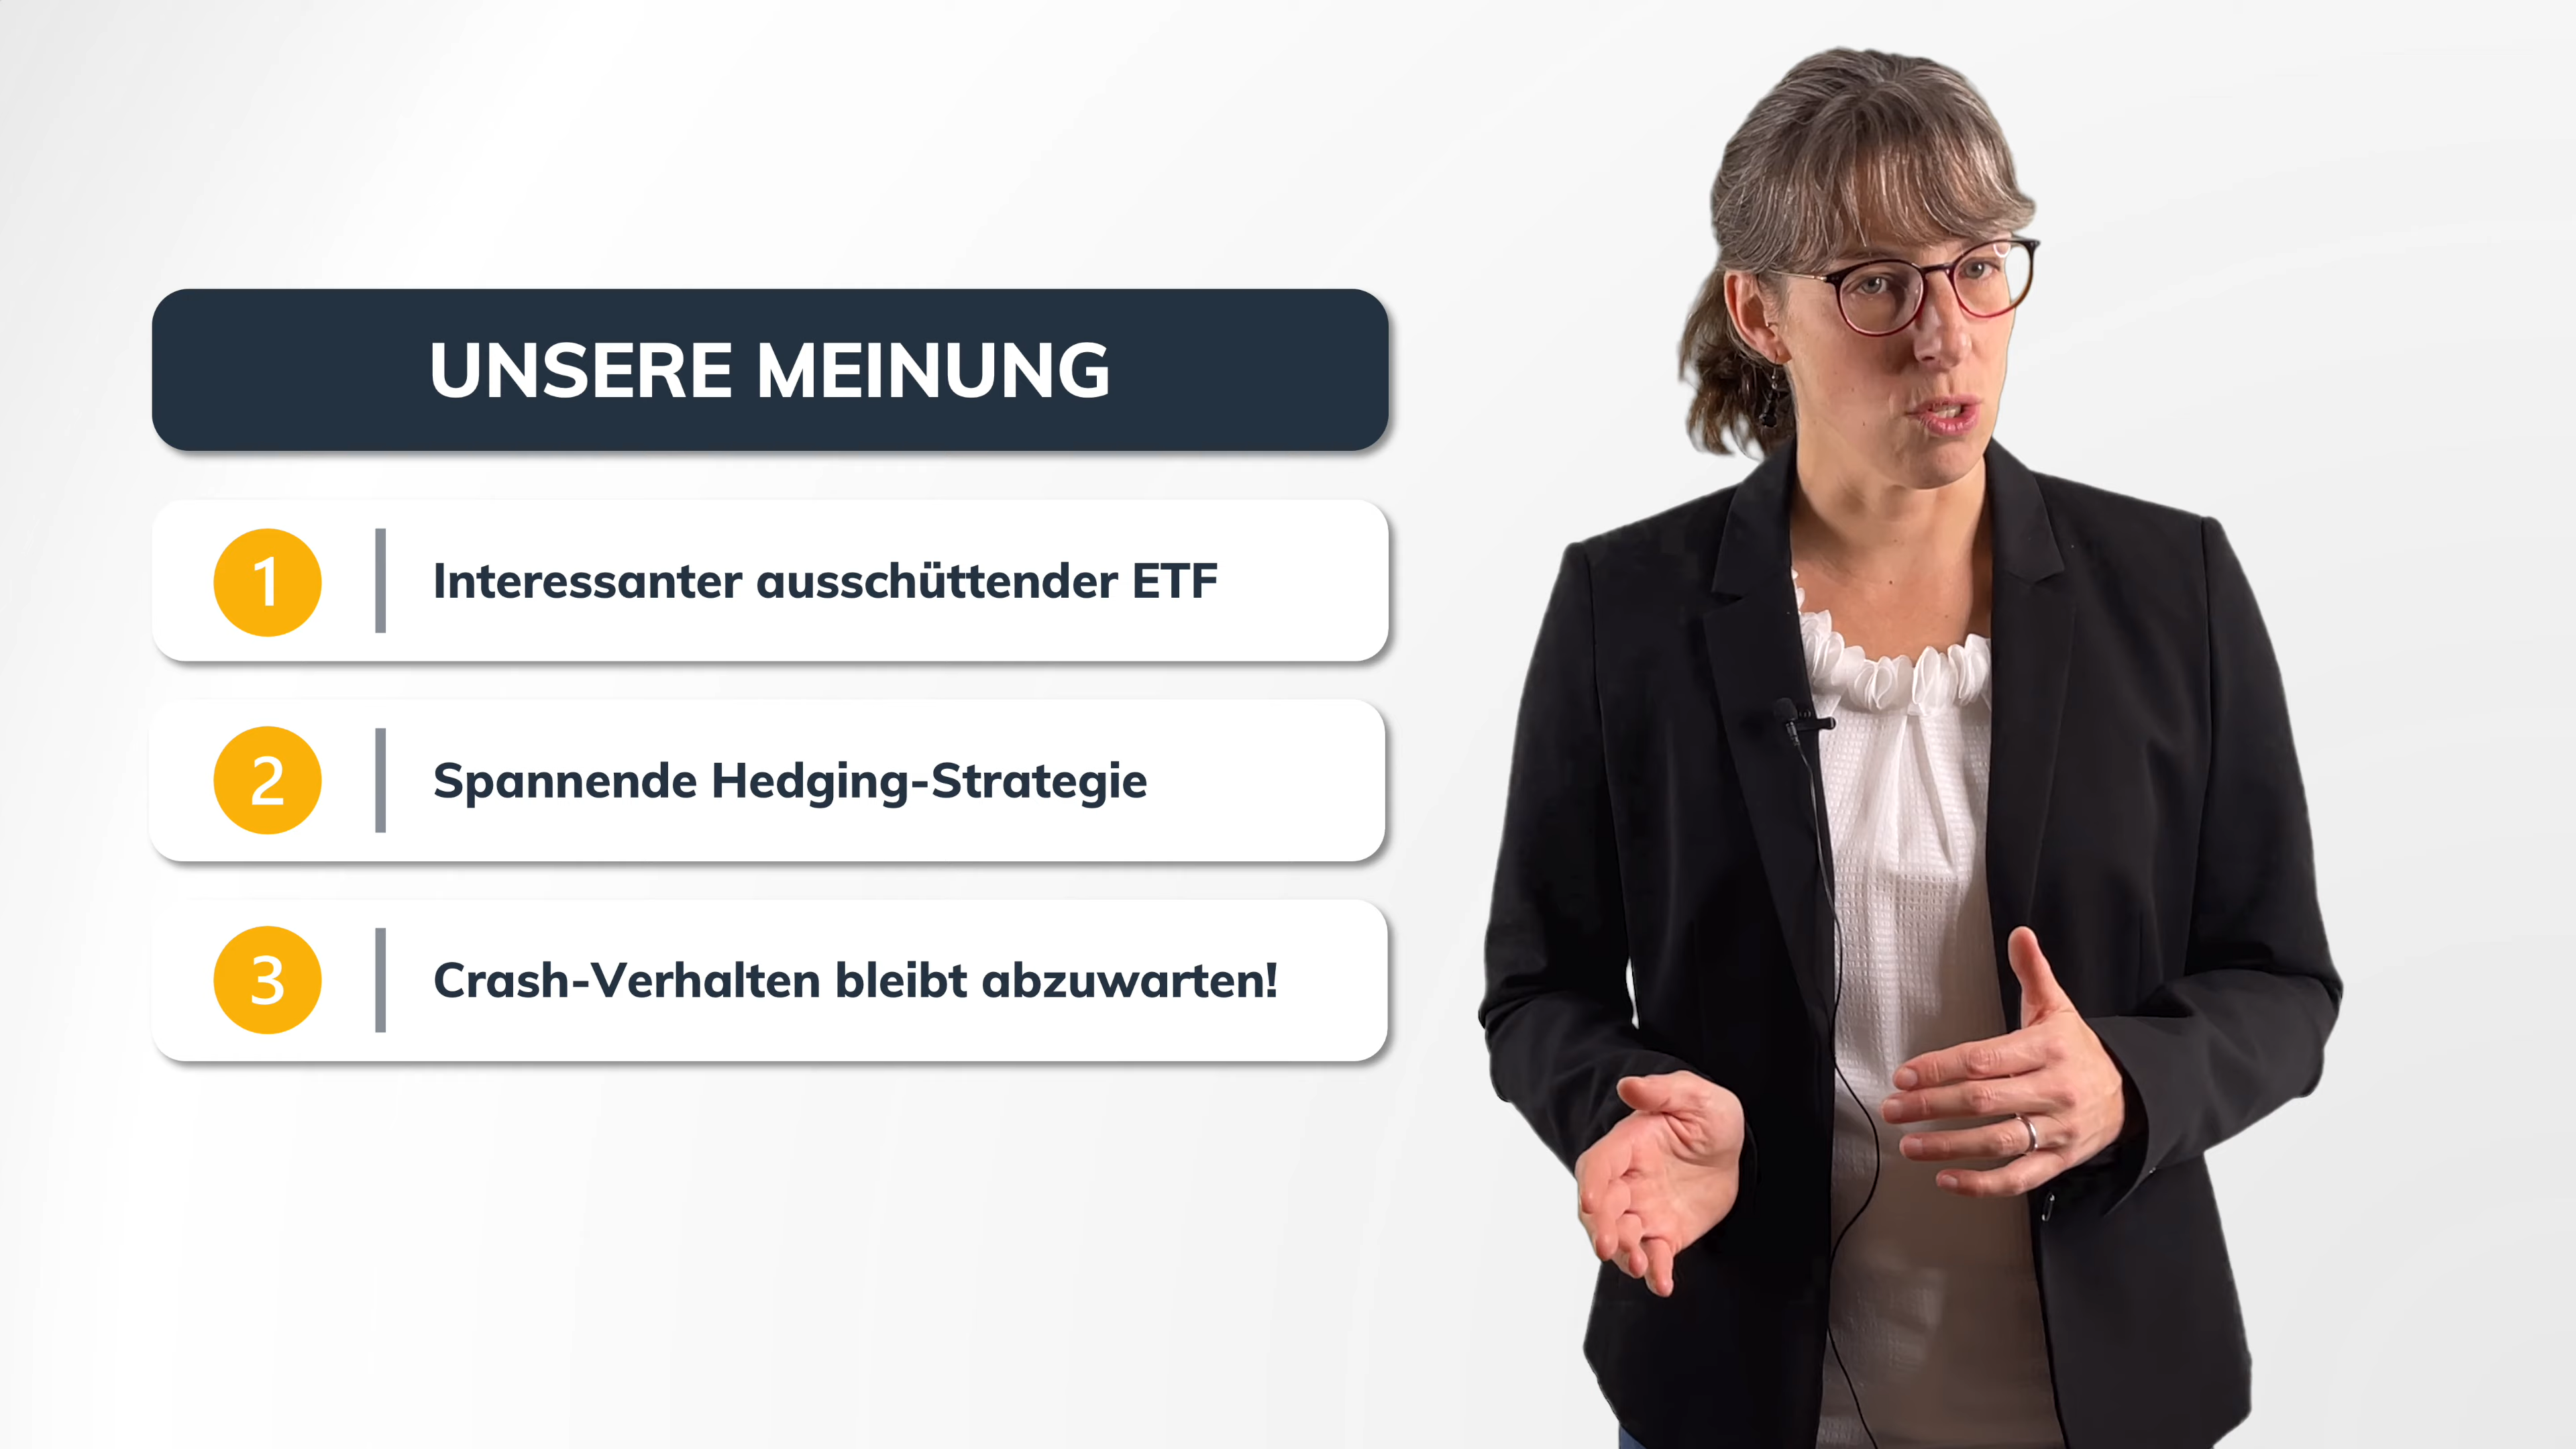 UNSERE MEINUNG
1 Interessanter ausschüttender ETF
2 Spannende Hedging-Strategie
3 Crash-Verhalten bleibt abzuwarten!